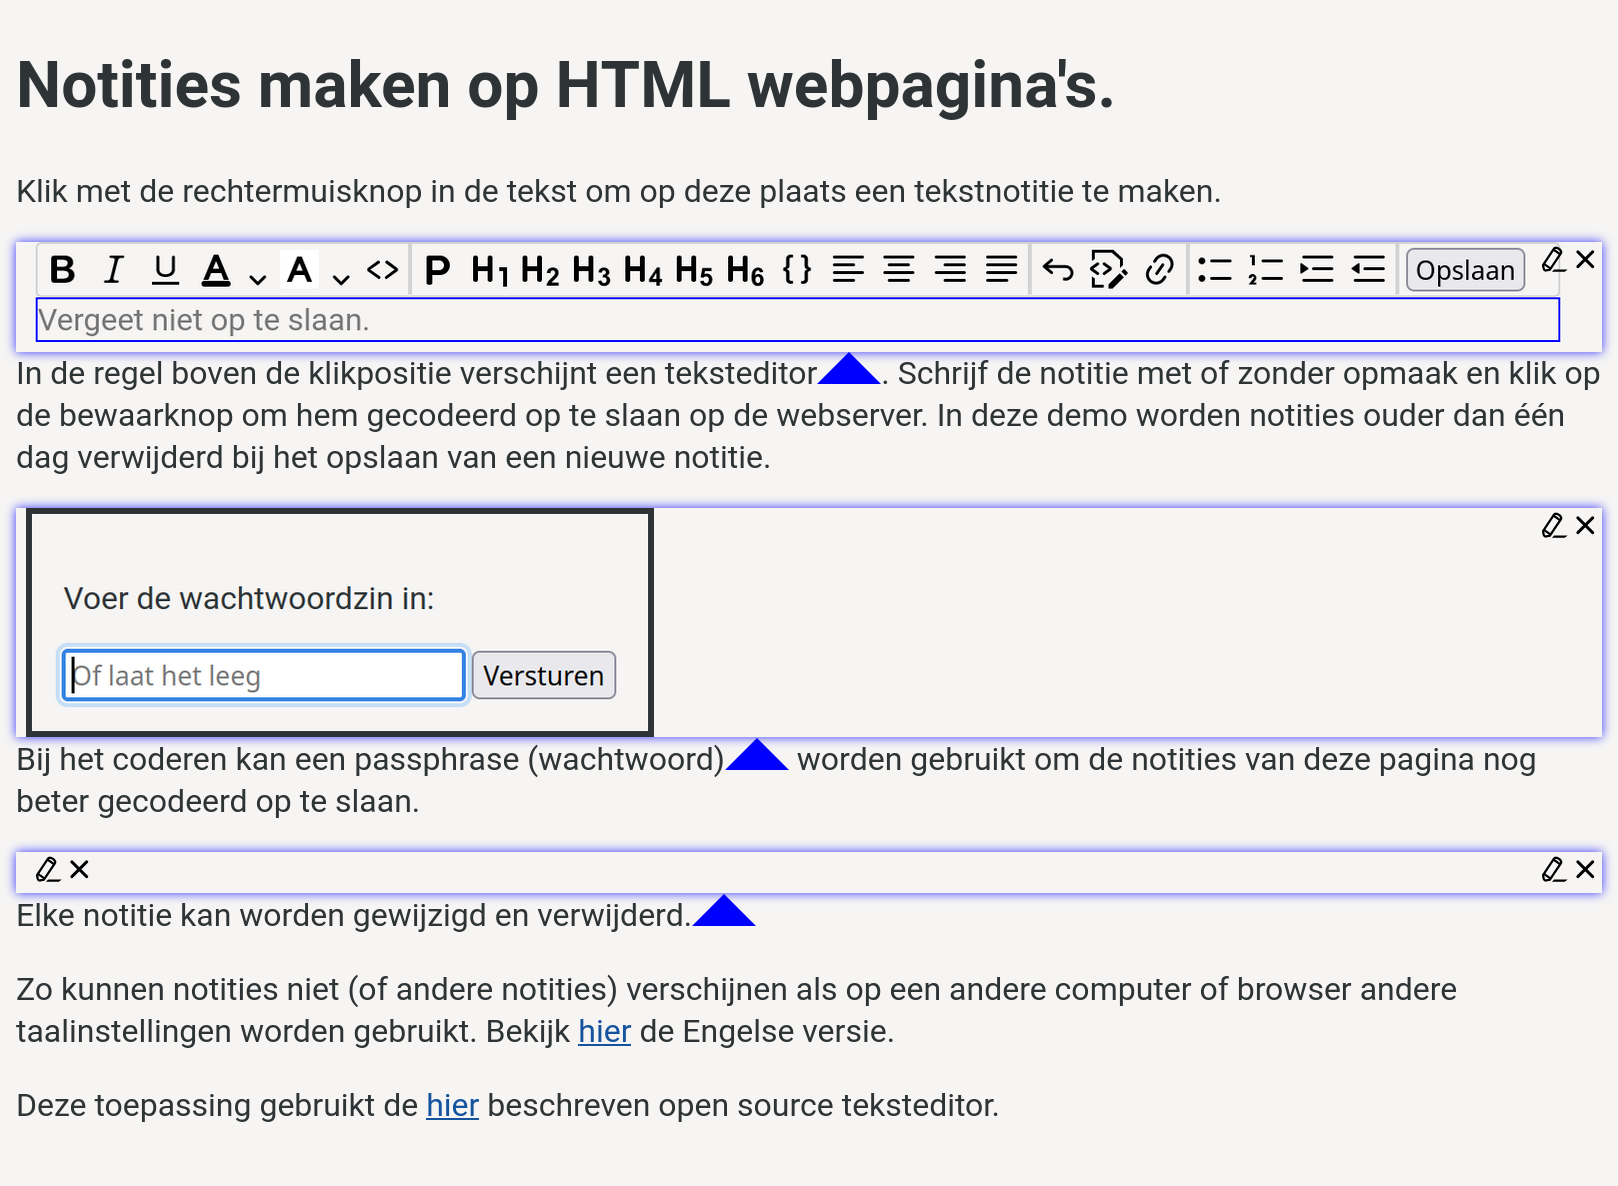 Notities maken op HTML webpagina's.
Klik met de rechtermuisknop in de tekst om op deze plaats een tekstnotitie te maken.
B I U A A <> P H1 H2 H3 H4 H5 H6 {} Opslaan
Vergeet niet op te slaan.
In de regel boven de klikpositie verschijnt een teksteditor. Schrijf de notitie met of zonder opmaak en klik op
de bewaarknop om hem gecodeerd op te slaan op de webserver. In deze demo worden notities ouder dan één
dag verwijderd bij het opslaan van een nieuwe notitie.
Voer de wachtwoordzin in:
Of laat het leeg Versturen
Bij het coderen kan een passphrase (wachtwoord) worden gebruikt om de notities van deze pagina nog
beter gecodeerd op te slaan.
Elke notitie kan worden gewijzigd en verwijderd.
Zo kunnen notities niet (of andere notities) verschijnen als op een andere computer of browser andere
taalinstellingen worden gebruikt. Bekijk hier de Engelse versie.
Deze toepassing gebruikt de hier beschreven open source teksteditor.